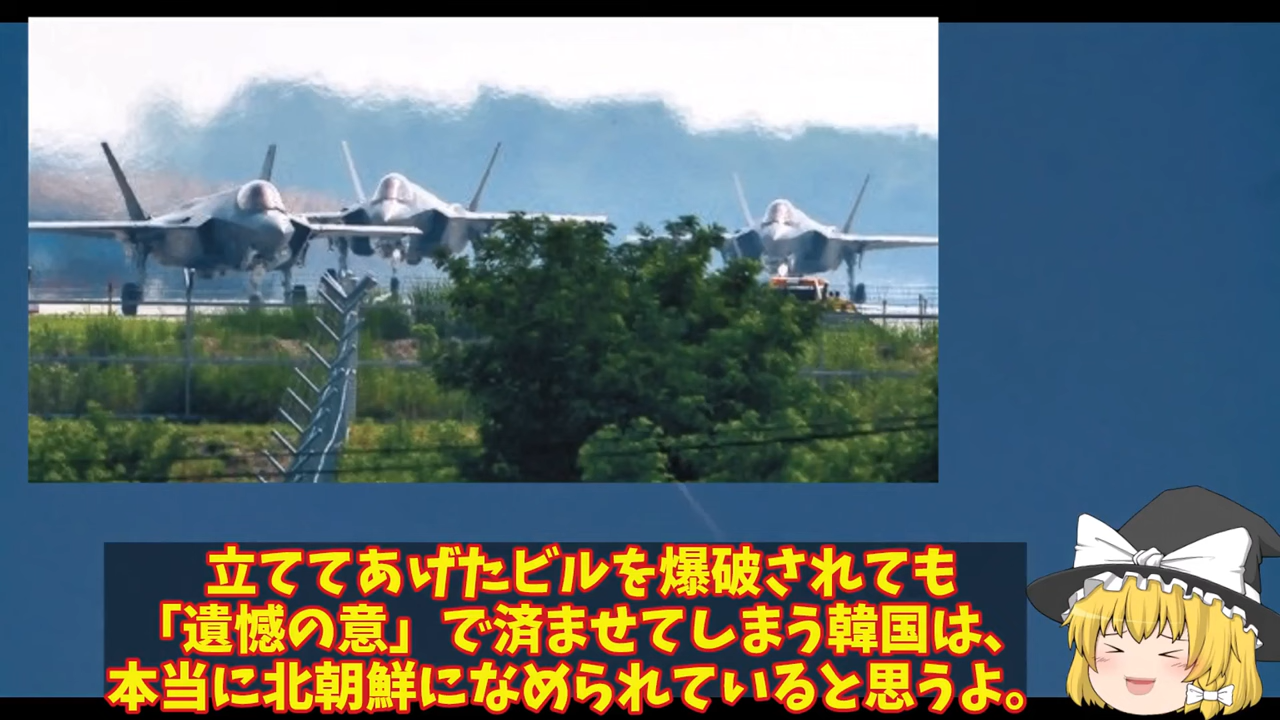 立ててあげたビルを爆破されても
「遺憾の意」で済ませてしまう韓国は、
本当に北朝鮮になめられていると思うよ。